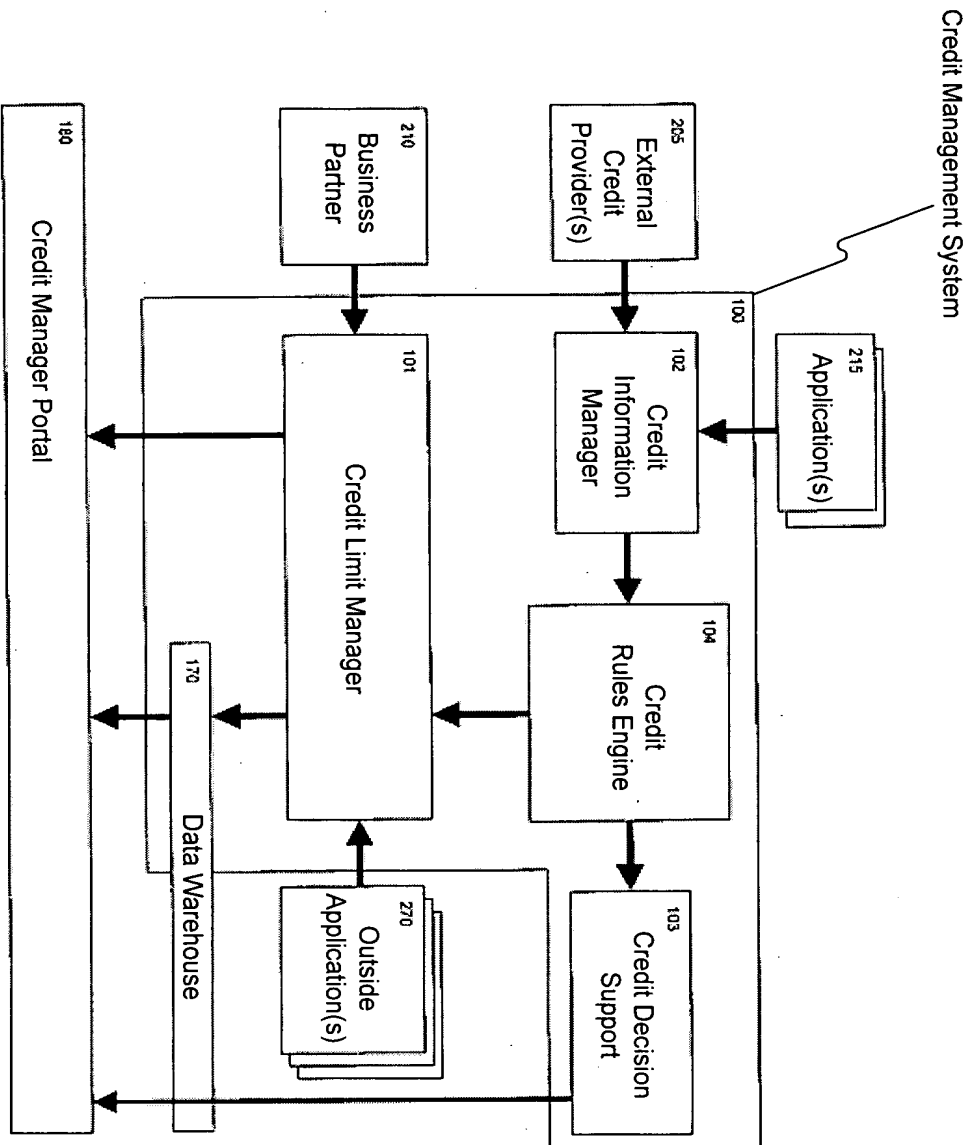 Credit Management System
215
Application(s)
100
205
External
Credit
Provider(s)
102
Credit
Information
Manager
104
Credit
Rules Engine
103
Credit Decision
Support
210
Business
Partner
101
Credit Limit Manager
270
Outside
Application(s)
170
Data Warehouse
180
Credit Manager Portal